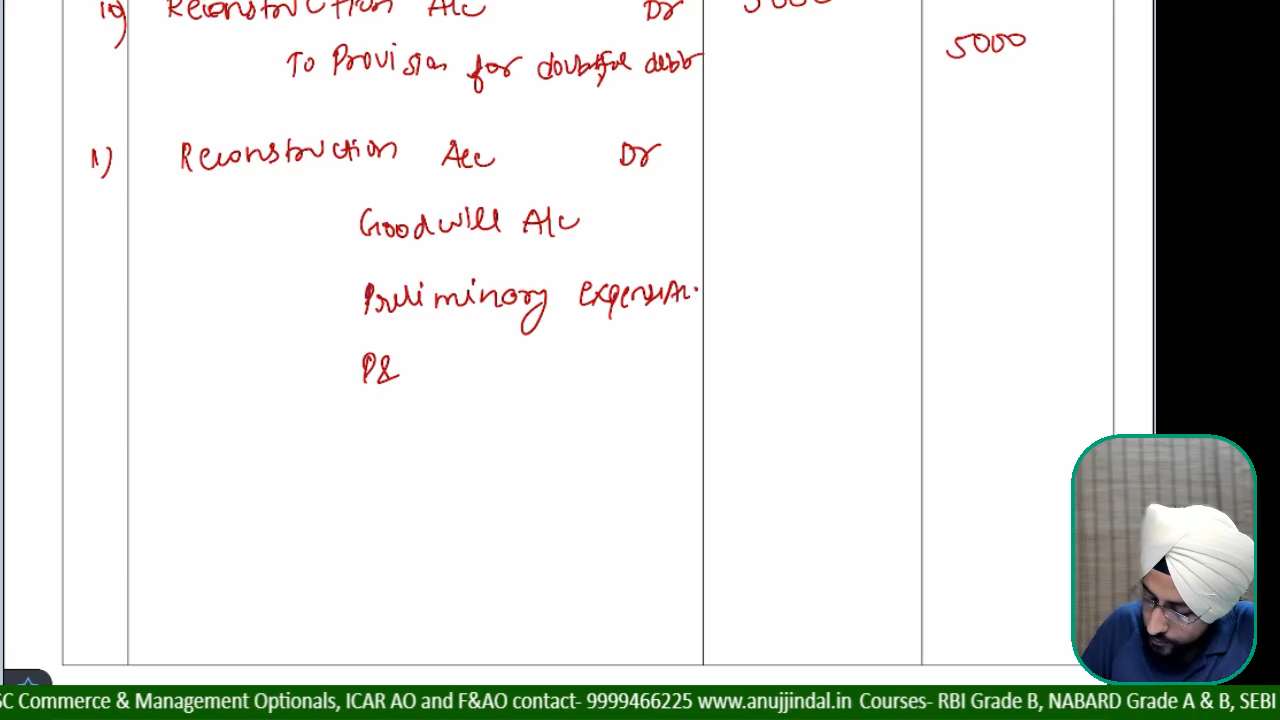 10) Reconstruction A/c Dr 5000
To Provision for doubtful debt 5000
11) Reconstruction A/c Dr
Goodwill A/c
Preliminary expenses A/c
P&
SC Commerce & Management Optionals, ICAR AO and F&AO contact- 9999466225 www.anujjindal.in Courses- RBI Grade B, NABARD Grade A & B, SEBI